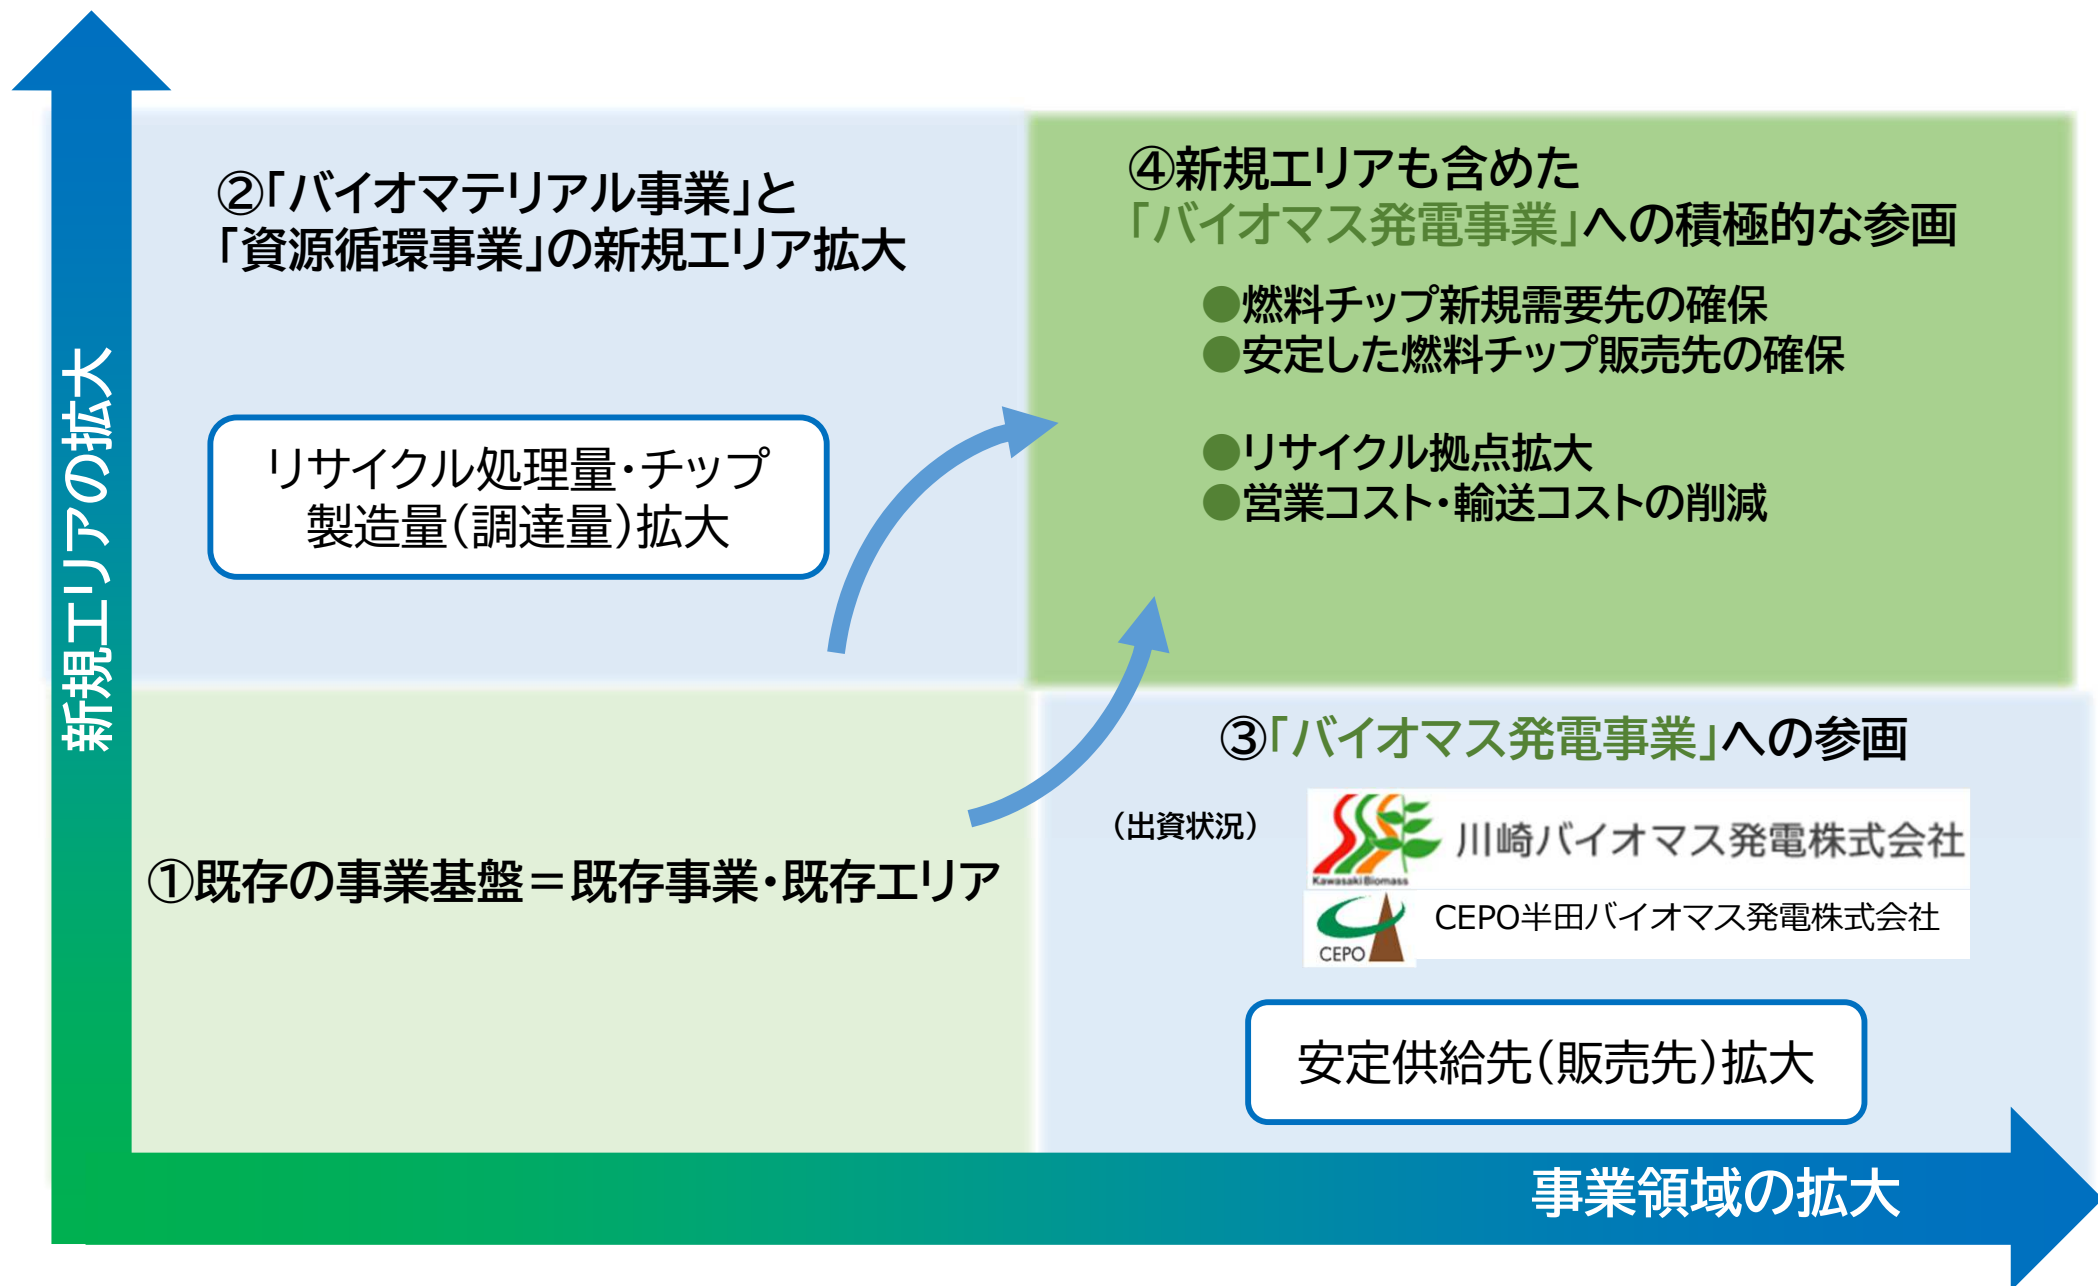 新規エリアの拡大
②「バイオマテリアル事業」と
「資源循環事業」の新規エリア拡大
リサイクル処理量・チップ
製造量(調達量)拡大
④新規エリアも含めた
「バイオマス発電事業」への積極的な参画
●燃料チップ新規需要先の確保
●安定した燃料チップ販売先の確保
●リサイクル拠点拡大
●営業コスト・輸送コストの削減
①既存の事業基盤=既存事業・既存エリア
③「バイオマス発電事業」への参画
(出資状況)
Kawasaki Biomass
川崎バイオマス発電株式会社
CEPO
CEPO半田バイオマス発電株式会社
安定供給先(販売先)拡大
事業領域の拡大